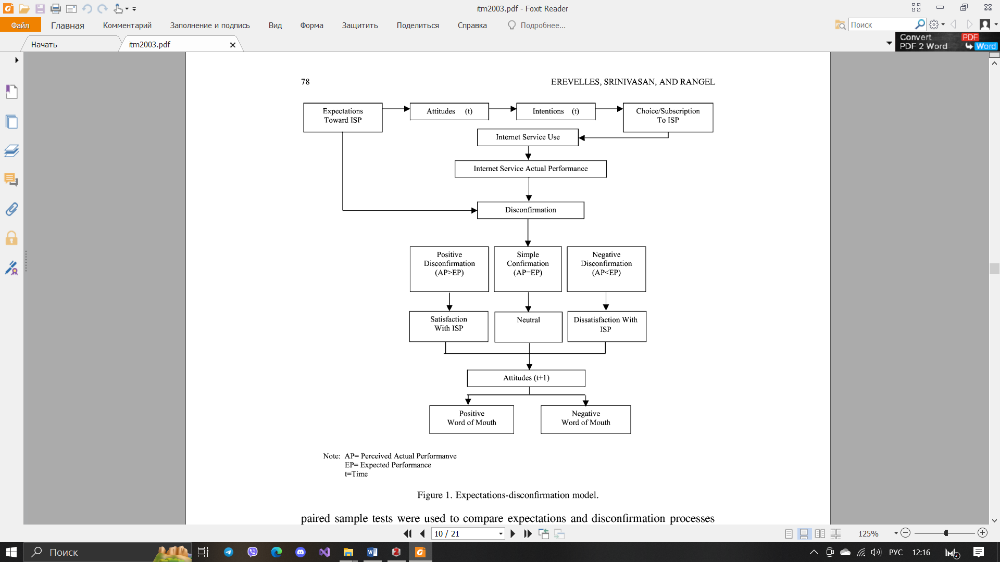 itm2003.pdf - Foxit Reader
Файл
Главная
Комментарий
Заполнение и подпись
Вид
Форма
Защитить
Поделиться
Справка
Подробнее...
Поиск
Начать
itm2003.pdf
Convert
PDF 2 Word
PDF
Word
78
EREVELLES, SRINIVASAN, AND RANGEL
Expectations
Toward ISP
Attitudes (t)
Intentions (t)
Choice/Subscription
To ISP
Internet Service Use
Internet Service Actual Performance
Disconfirmation
Positive
Disconfirmation
(AP>EP)
Simple
Confirmation
(AP=EP)
Negative
Disconfirmation
(AP<EP)
Satisfaction
With ISP
Neutral
Dissatisfaction With
ISP
Attitudes (t+1)
Positive
Word of Mouth
Negative
Word of Mouth
Note: AP= Perceived Actual Performanve
EP= Expected Performance
t=Time
Figure 1. Expectations-disconfirmation model.
paired sample tests were used to compare expectations and disconfirmation processes
10 / 21
125%
Поиск
РУС
12:16
3